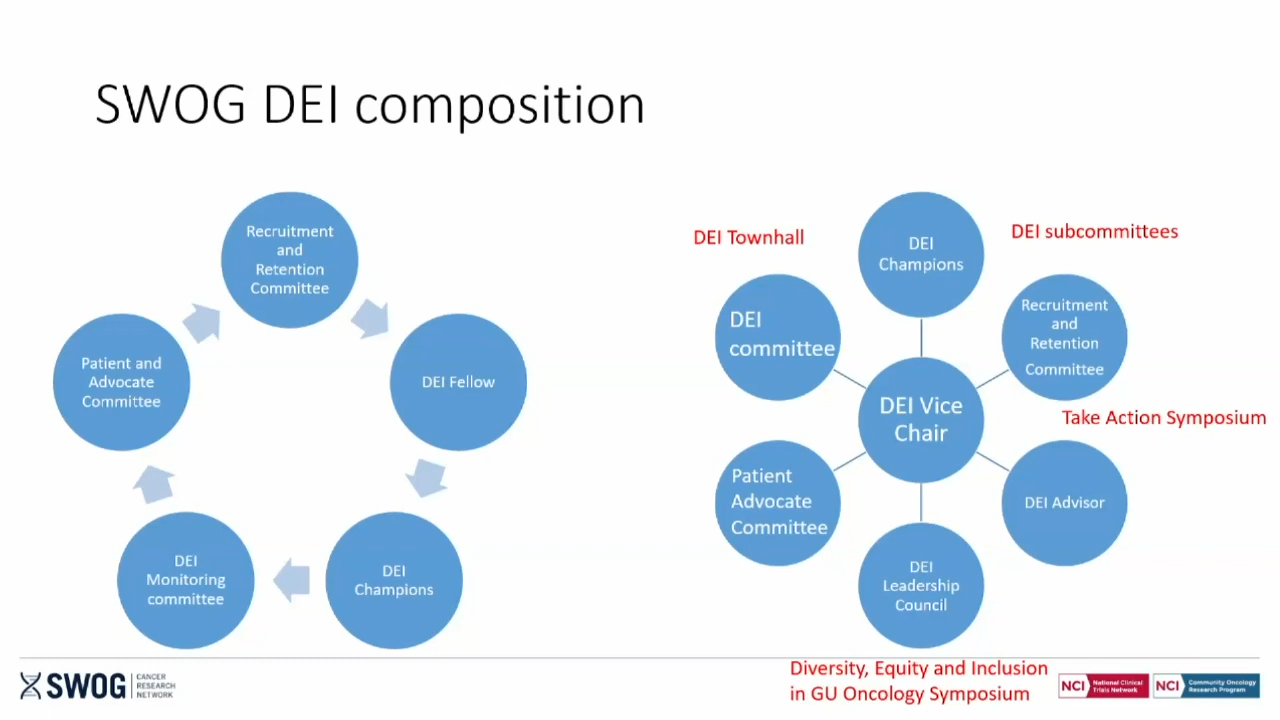 SWOG DEI composition
Recruitment
and
Retention
Committee
DEI Fellow
DEI
Champions
DEI
Monitoring
committee
Patient and
Advocate
Committee
DEI Townhall
DEI
Champions
DEI subcommittees
DEI
committee
Recruitment
and
Retention
Committee
DEI Vice
Chair
Take Action Symposium
Patient
Advocate
Committee
DEI Advisor
DEI
Leadership
Council
Diversity, Equity and Inclusion
in GU Oncology Symposium
SWOG
CANCER
RESEARCH
NETWORK
NCI
National Clinical
Trials Network
NCI
Community Oncology
Research Program